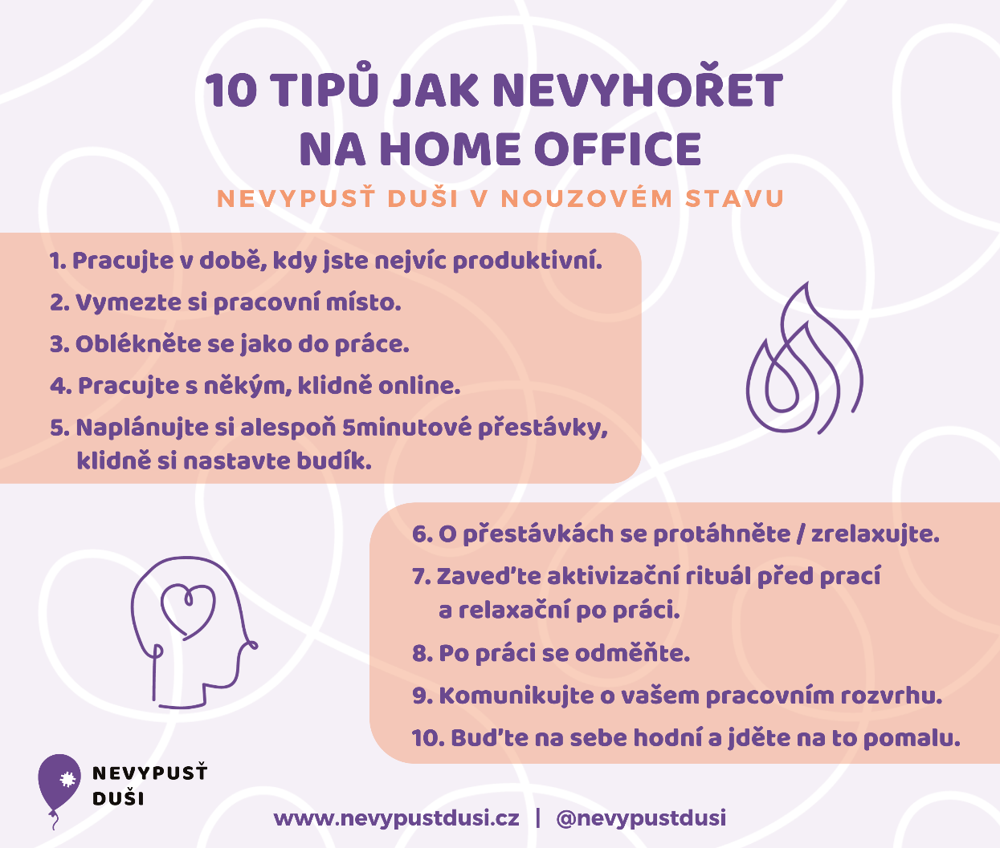 10 TIPŮ JAK NEVYHOŘET
NA HOME OFFICE
NEVYPUSŤ DUŠI V NOUZOVÉM STAVU
1. Pracujte v době, kdy jste nejvíc produktivní.
2. Vymezte si pracovní místo.
3. Oblékněte se jako do práce.
4. Pracujte s někým, klidně online.
5. Naplánujte si alespoň 5minutové přestávky,
klidně si nastavte budík.
6. O přestávkách se protáhněte / zrelaxujte.
7. Zaveďte aktivizační rituál před prací
a relaxační po práci.
8. Po práci se odměňte.
9. Komunikujte o vašem pracovním rozvrhu.
10. Buďte na sebe hodní a jděte na to pomalu.
NEVYPUSŤ
DUŠI
www.nevypustdusi.cz | @nevypustdusi